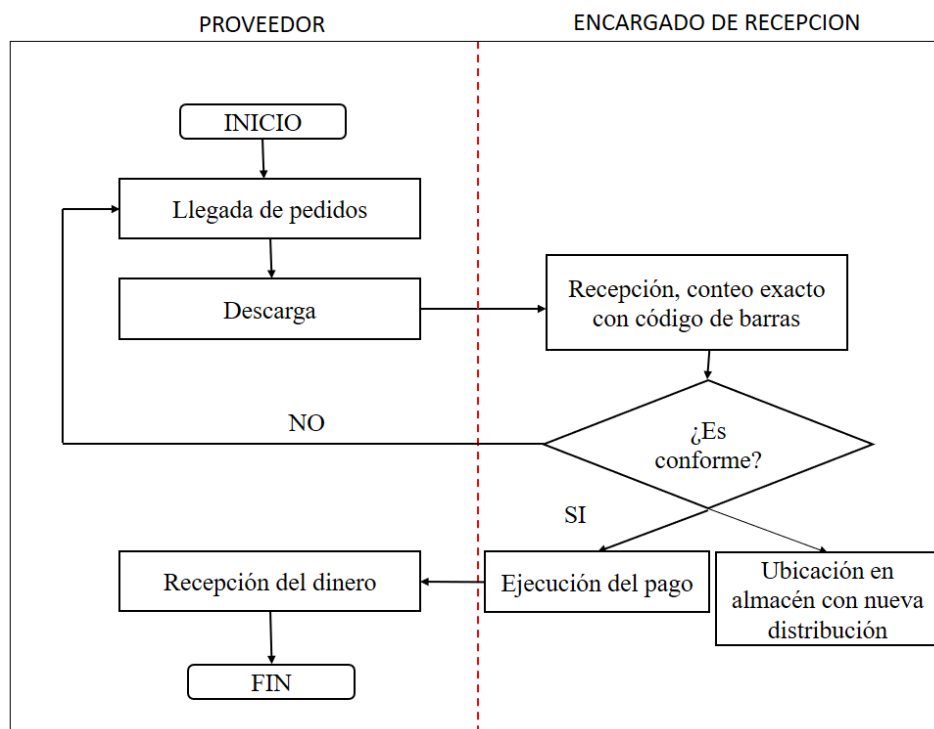 PROVEEDOR
ENCARGADO DE RECEPCION
INICIO
Llegada de pedidos
Descarga
Recepción, conteo exacto
con código de barras
NO
¿Es
conforme?
SI
Recepción del dinero
Ejecución del pago
Ubicación en
almacén con nueva
distribución
FIN